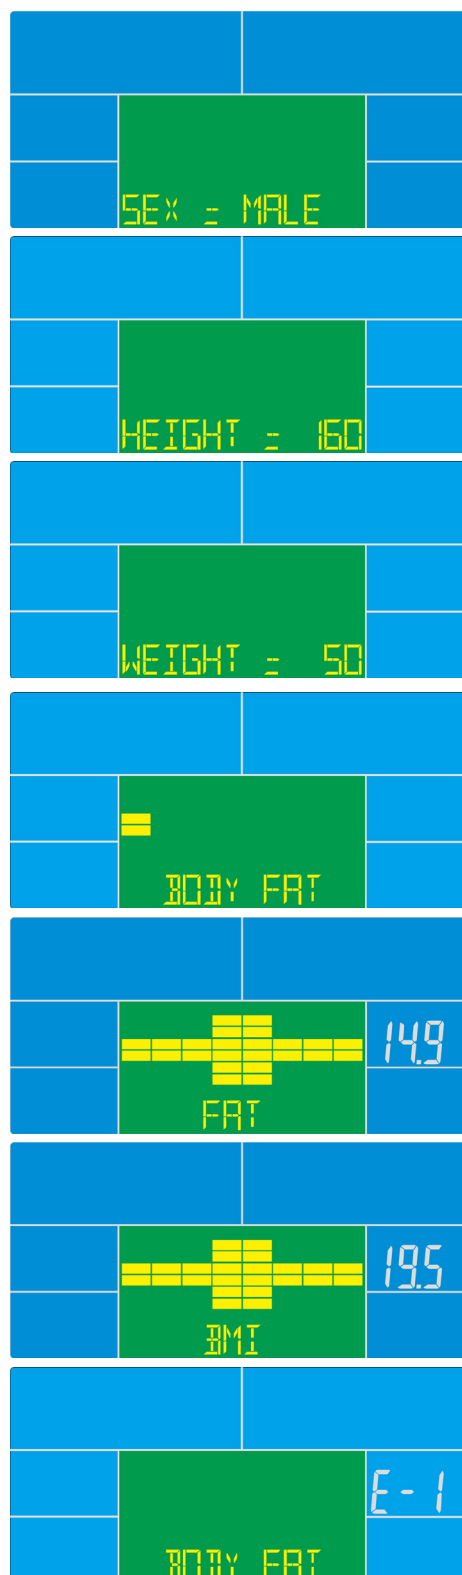 SEX = MALE
HEIGHT = 160
WEIGHT = 50
BODY FAT
14.9
FAT
19.5
BMI
E-1
BODY FAT